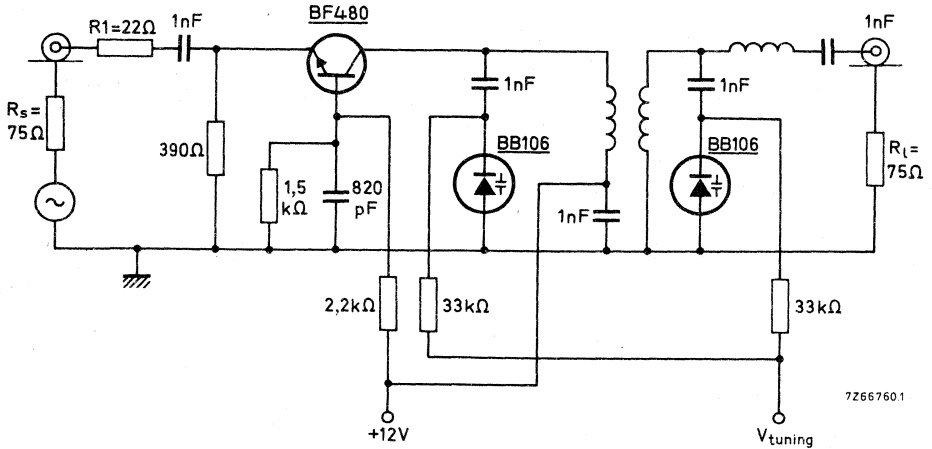 BF480
R1=22Ω
1nF
1nF
Rs=
75Ω
390Ω
1,5
kΩ
820
pF
1nF
BB106
1nF
1nF
BB106
Rl=
75Ω
2,2kΩ
33kΩ
33kΩ
+12V
Vtuning
7Z66760.1